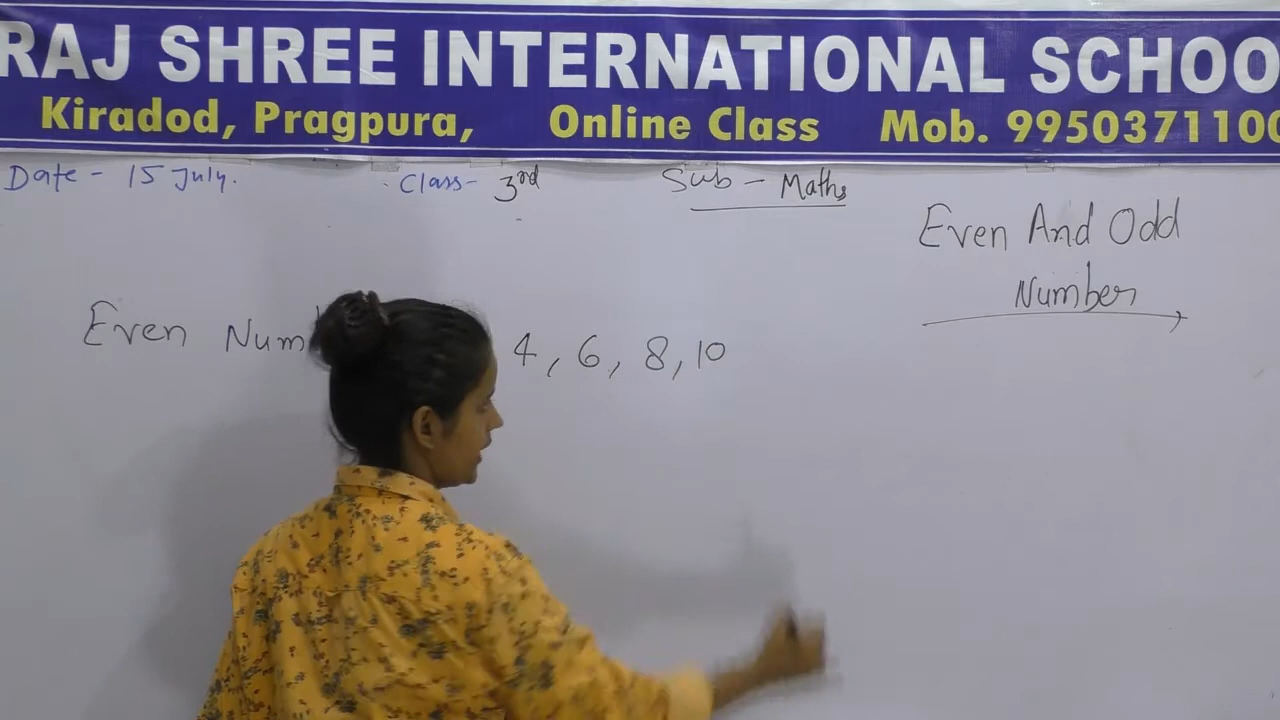 RAJ SHREE INTERNATIONAL SCHOO
Kiradod, Pragpura, Online Class Mob. 9950371100
Date - 15 July. Class - 3rd Sub - Maths
Even And Odd
Number
Even Num 4, 6, 8, 10